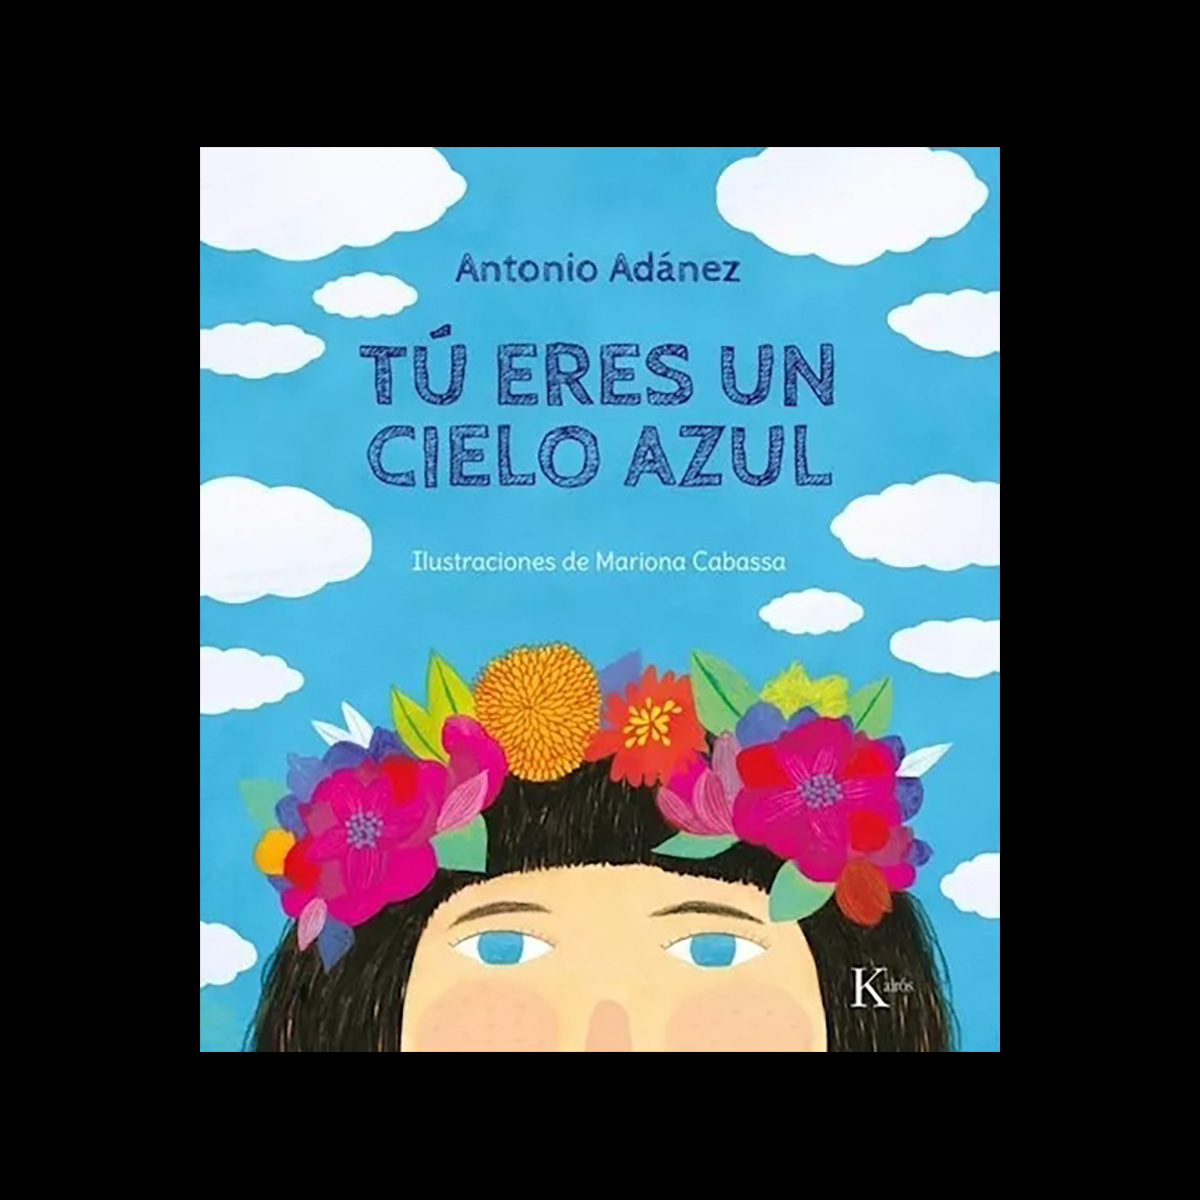 Antonio Adánez
TÚ ERES UN
CIELO AZUL
Ilustraciones de Mariona Cabassa
Kairós